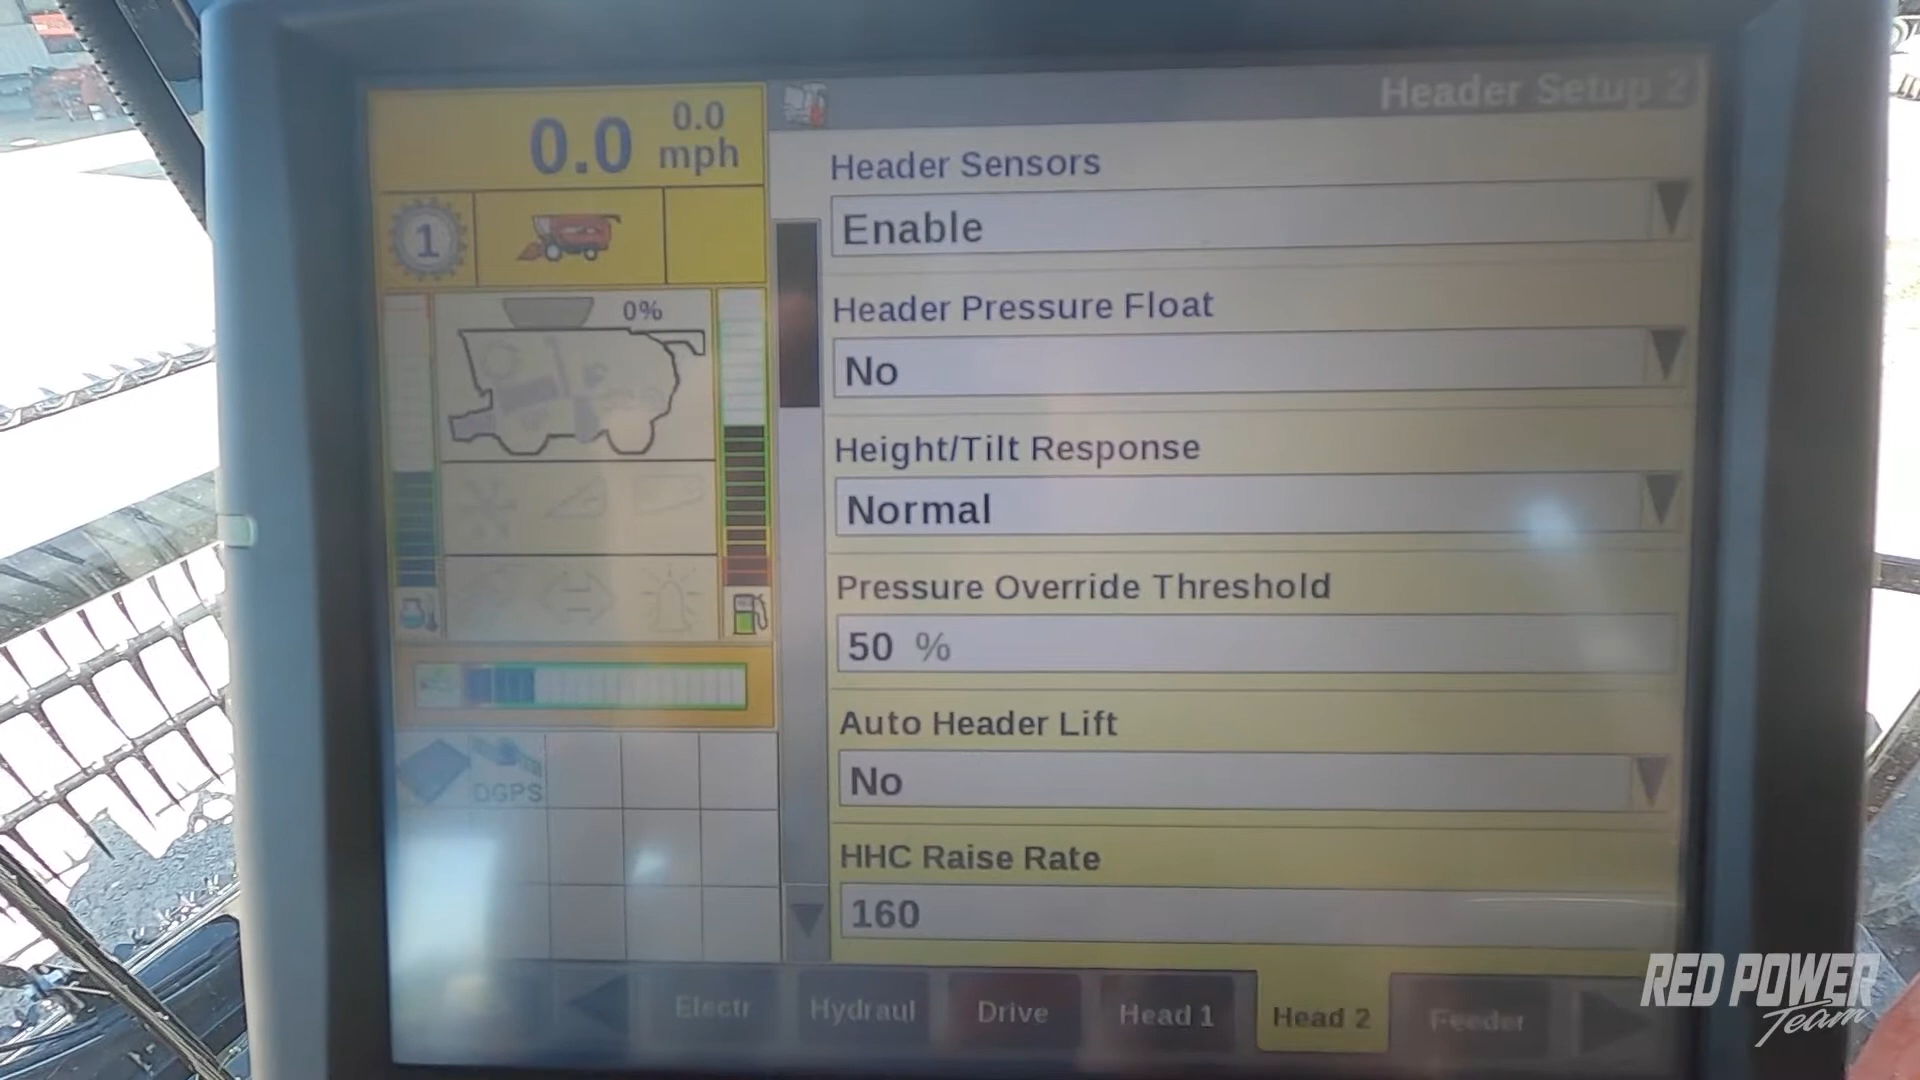 0.0
0.0
mph
1
0%
DGPS
Header Setup 2
Header Sensors
Enable
Header Pressure Float
No
Height/Tilt Response
Normal
Pressure Override Threshold
50 %
Auto Header Lift
No
HHC Raise Rate
160
Electr
Hydraul
Drive
Head 1
Head 2
Feeder
RED POWER
Team